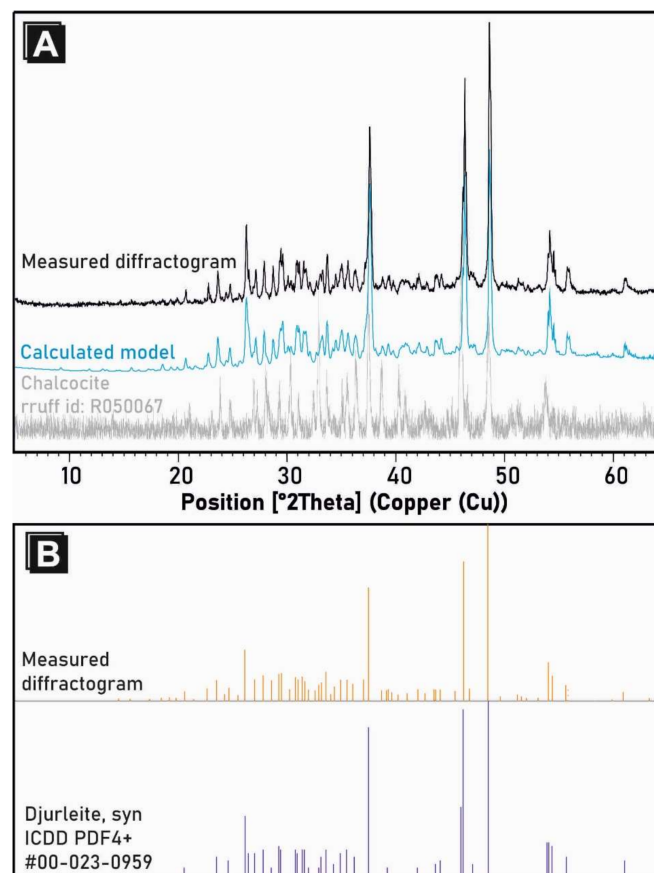 A
Measured diffractogram
Calculated model
Chalcocite
rruff id: R050067
10 20 30 40 50 60
Position [°2Theta] (Copper (Cu))
B
Measured
diffractogram
Djurleite, syn
ICDD PDF4+
#00-023-0959